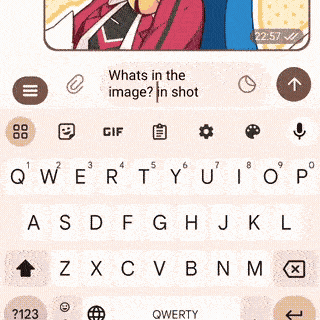 22:57
Whats in the
image? in shot
GIF
1 2 3 4 5 6 7 8 9 0
Q W E R T Y U I O P
A S D F G H J K L
Z X C V B N M
?123 QWERTY